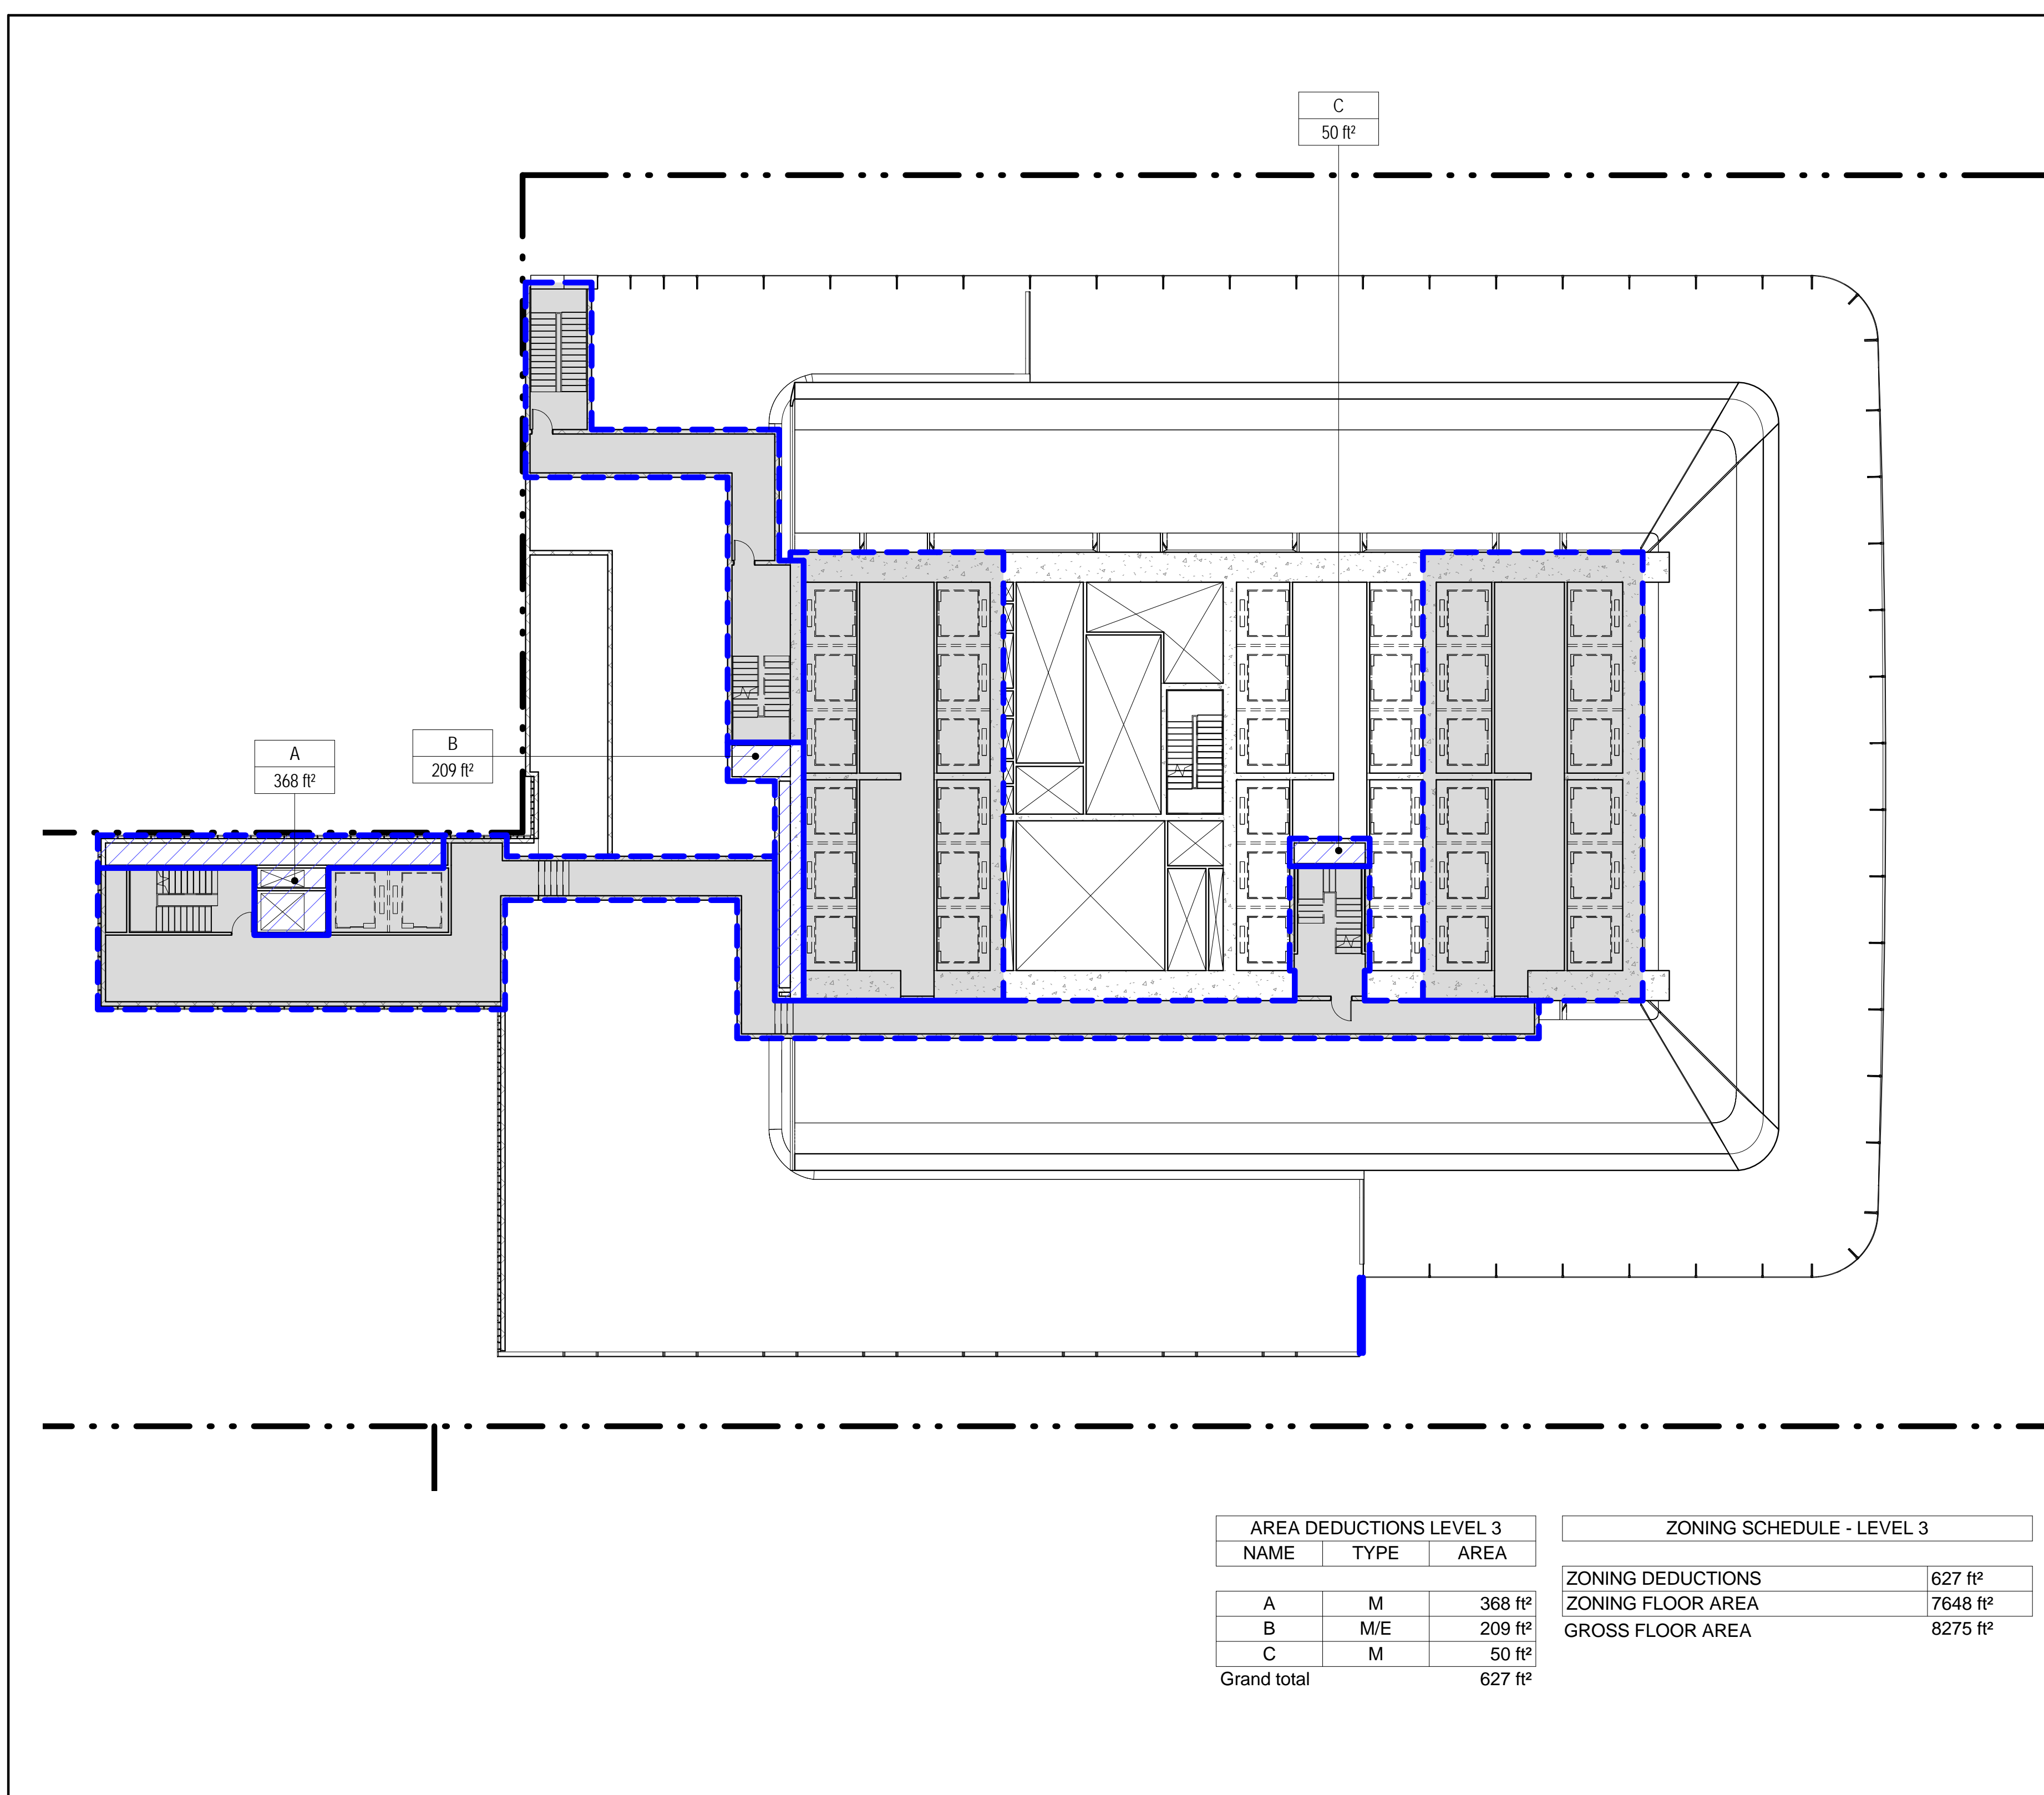 C
50 ft²
A
368 ft²
B
209 ft²
AREA DEDUCTIONS LEVEL 3
NAME TYPE AREA
A M 368 ft²
B M/E 209 ft²
C M 50 ft²
Grand total 627 ft²
ZONING SCHEDULE - LEVEL 3
ZONING DEDUCTIONS 627 ft²
ZONING FLOOR AREA 7648 ft²
GROSS FLOOR AREA 8275 ft²